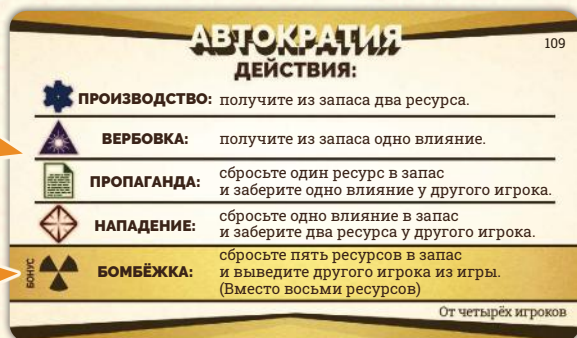 АВТОКРАТИЯ
109
ДЕЙСТВИЯ:
ПРОИЗВОДСТВО: получите из запаса два ресурса.
ВЕРБОВКА: получите из запаса одно влияние.
ПРОПАГАНДА: сбросьте один ресурс в запас
и заберите одно влияние у другого игрока.
НАПАДЕНИЕ: сбросьте одно влияние в запас
и заберите два ресурса у другого игрока.
БОНУС
БОМБЁЖКА: сбросьте пять ресурсов в запас
и выведите другого игрока из игры.
(Вместо восьми ресурсов)
От четырёх игроков